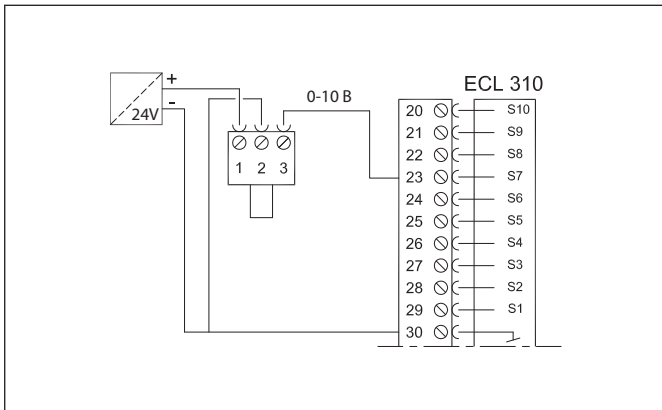 ECL 310
+
-
24V
0-10 В
1 2 3
20 S10
21 S9
22 S8
23 S7
24 S6
25 S5
26 S4
27 S3
28 S2
29 S1
30